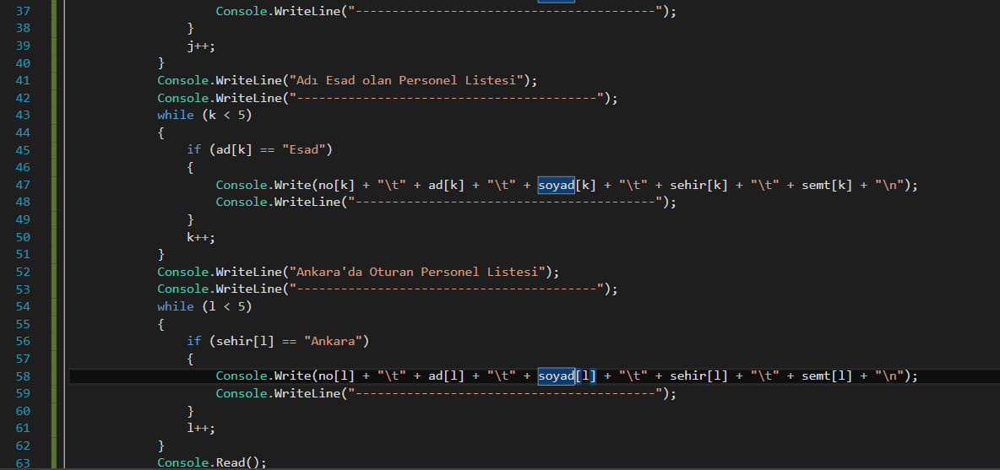 37 Console.WriteLine("-----------------------------------------");
38 }
39 j++;
40 }
41 Console.WriteLine("Adı Esad olan Personel Listesi");
42 Console.WriteLine("-----------------------------------------");
43 while (k < 5)
44 {
45 if (ad[k] == "Esad")
46 {
47 Console.Write(no[k] + "\t" + ad[k] + "\t" + soyad[k] + "\t" + sehir[k] + "\t" + semt[k] + "\n");
48 Console.WriteLine("-----------------------------------------");
49 }
50 k++;
51 }
52 Console.WriteLine("Ankara'da Oturan Personel Listesi");
53 Console.WriteLine("-----------------------------------------");
54 while (l < 5)
55 {
56 if (sehir[l] == "Ankara")
57 {
58 Console.Write(no[l] + "\t" + ad[l] + "\t" + soyad[l] + "\t" + sehir[l] + "\t" + semt[l] + "\n");
59 Console.WriteLine("-----------------------------------------");
60 }
61 l++;
62 }
63 Console.Read();